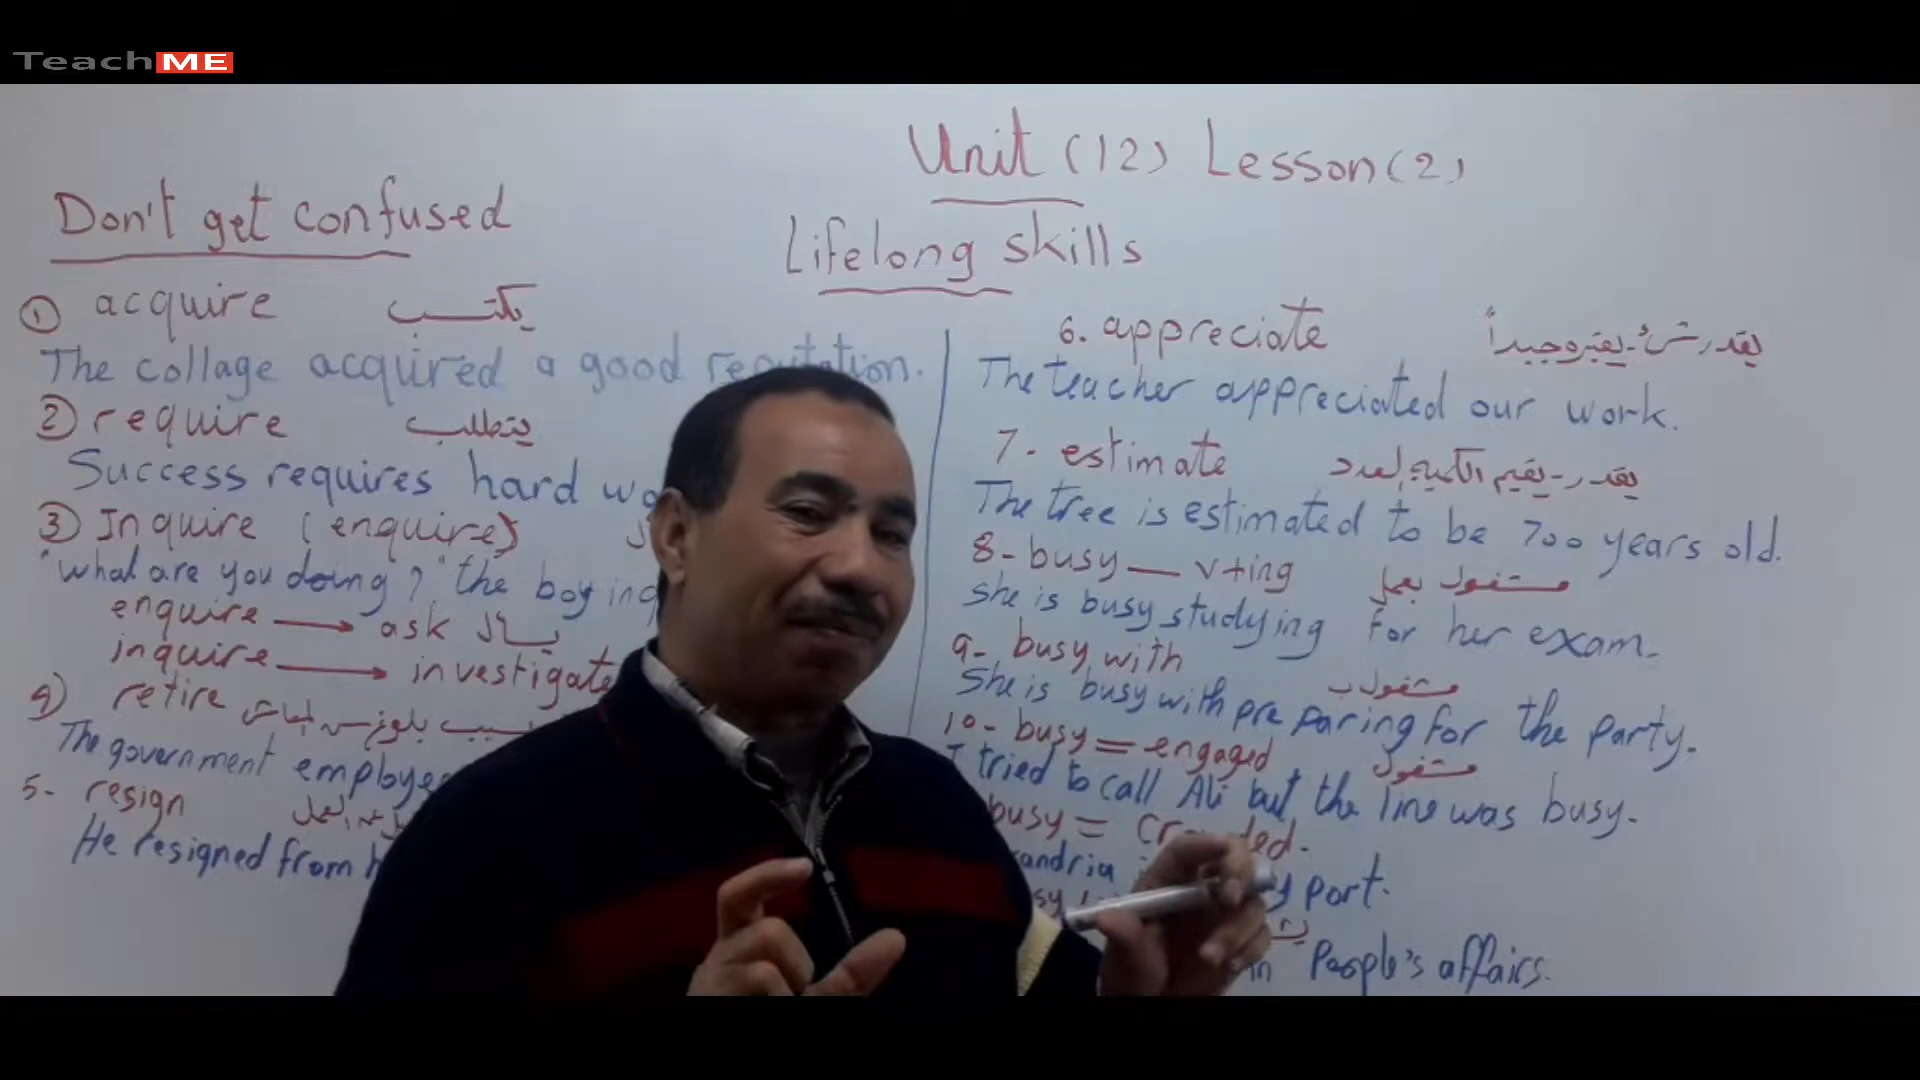 TeachME
Unit (12) Lesson (2)
Lifelong skills
Don't get confused
① acquire يكتسب
The collage acquired a good reputation.
② require يتطلب
Success requires hard
③ Inquire (enquire)
"What are you doing?" the boy inq
enquire → ask يسأل
inquire → investigate
4) retire
The government employe
5- resign
He resigned from h
6. appreciate يقدر شئ - يعتبره جيداً
The teacher appreciated our work.
7- estimate يقدر - يقيم الكمية، العدد
The tree is estimated to be 700 years old.
8- busy — v+ing مشغول بعمل
She is busy studying for her exam.
9- busy with مشغول ب
She is busy with preparing for the party.
10- busy = engaged مشغول
I tried to call Ali but the line was busy.
busy = crowded.
andria port.
in People's affairs.